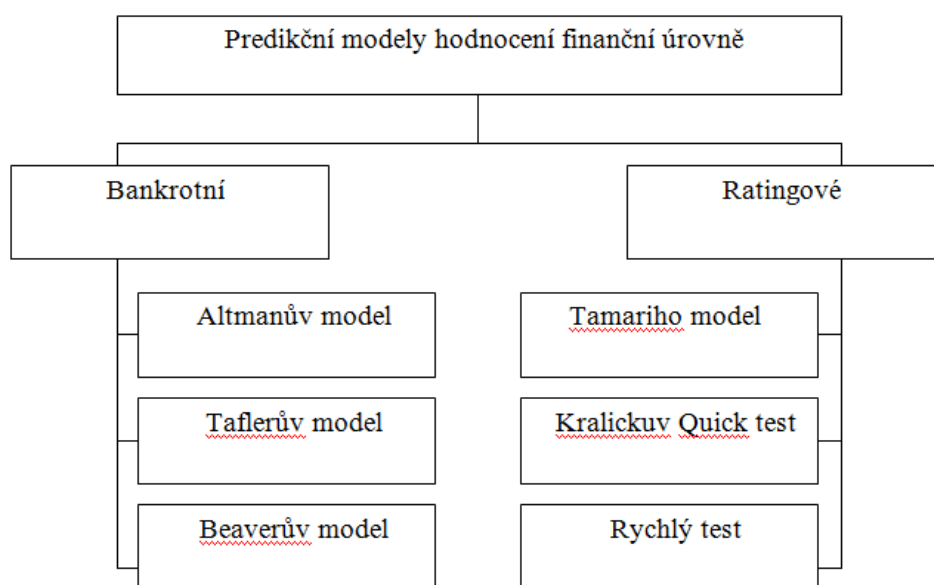 Predikční modely hodnocení finanční úrovně
Bankrotní
Ratingové
Altmanův model
Tamariho model
Taflerův model
Kralickuv Quick test
Beaverův model
Rychlý test